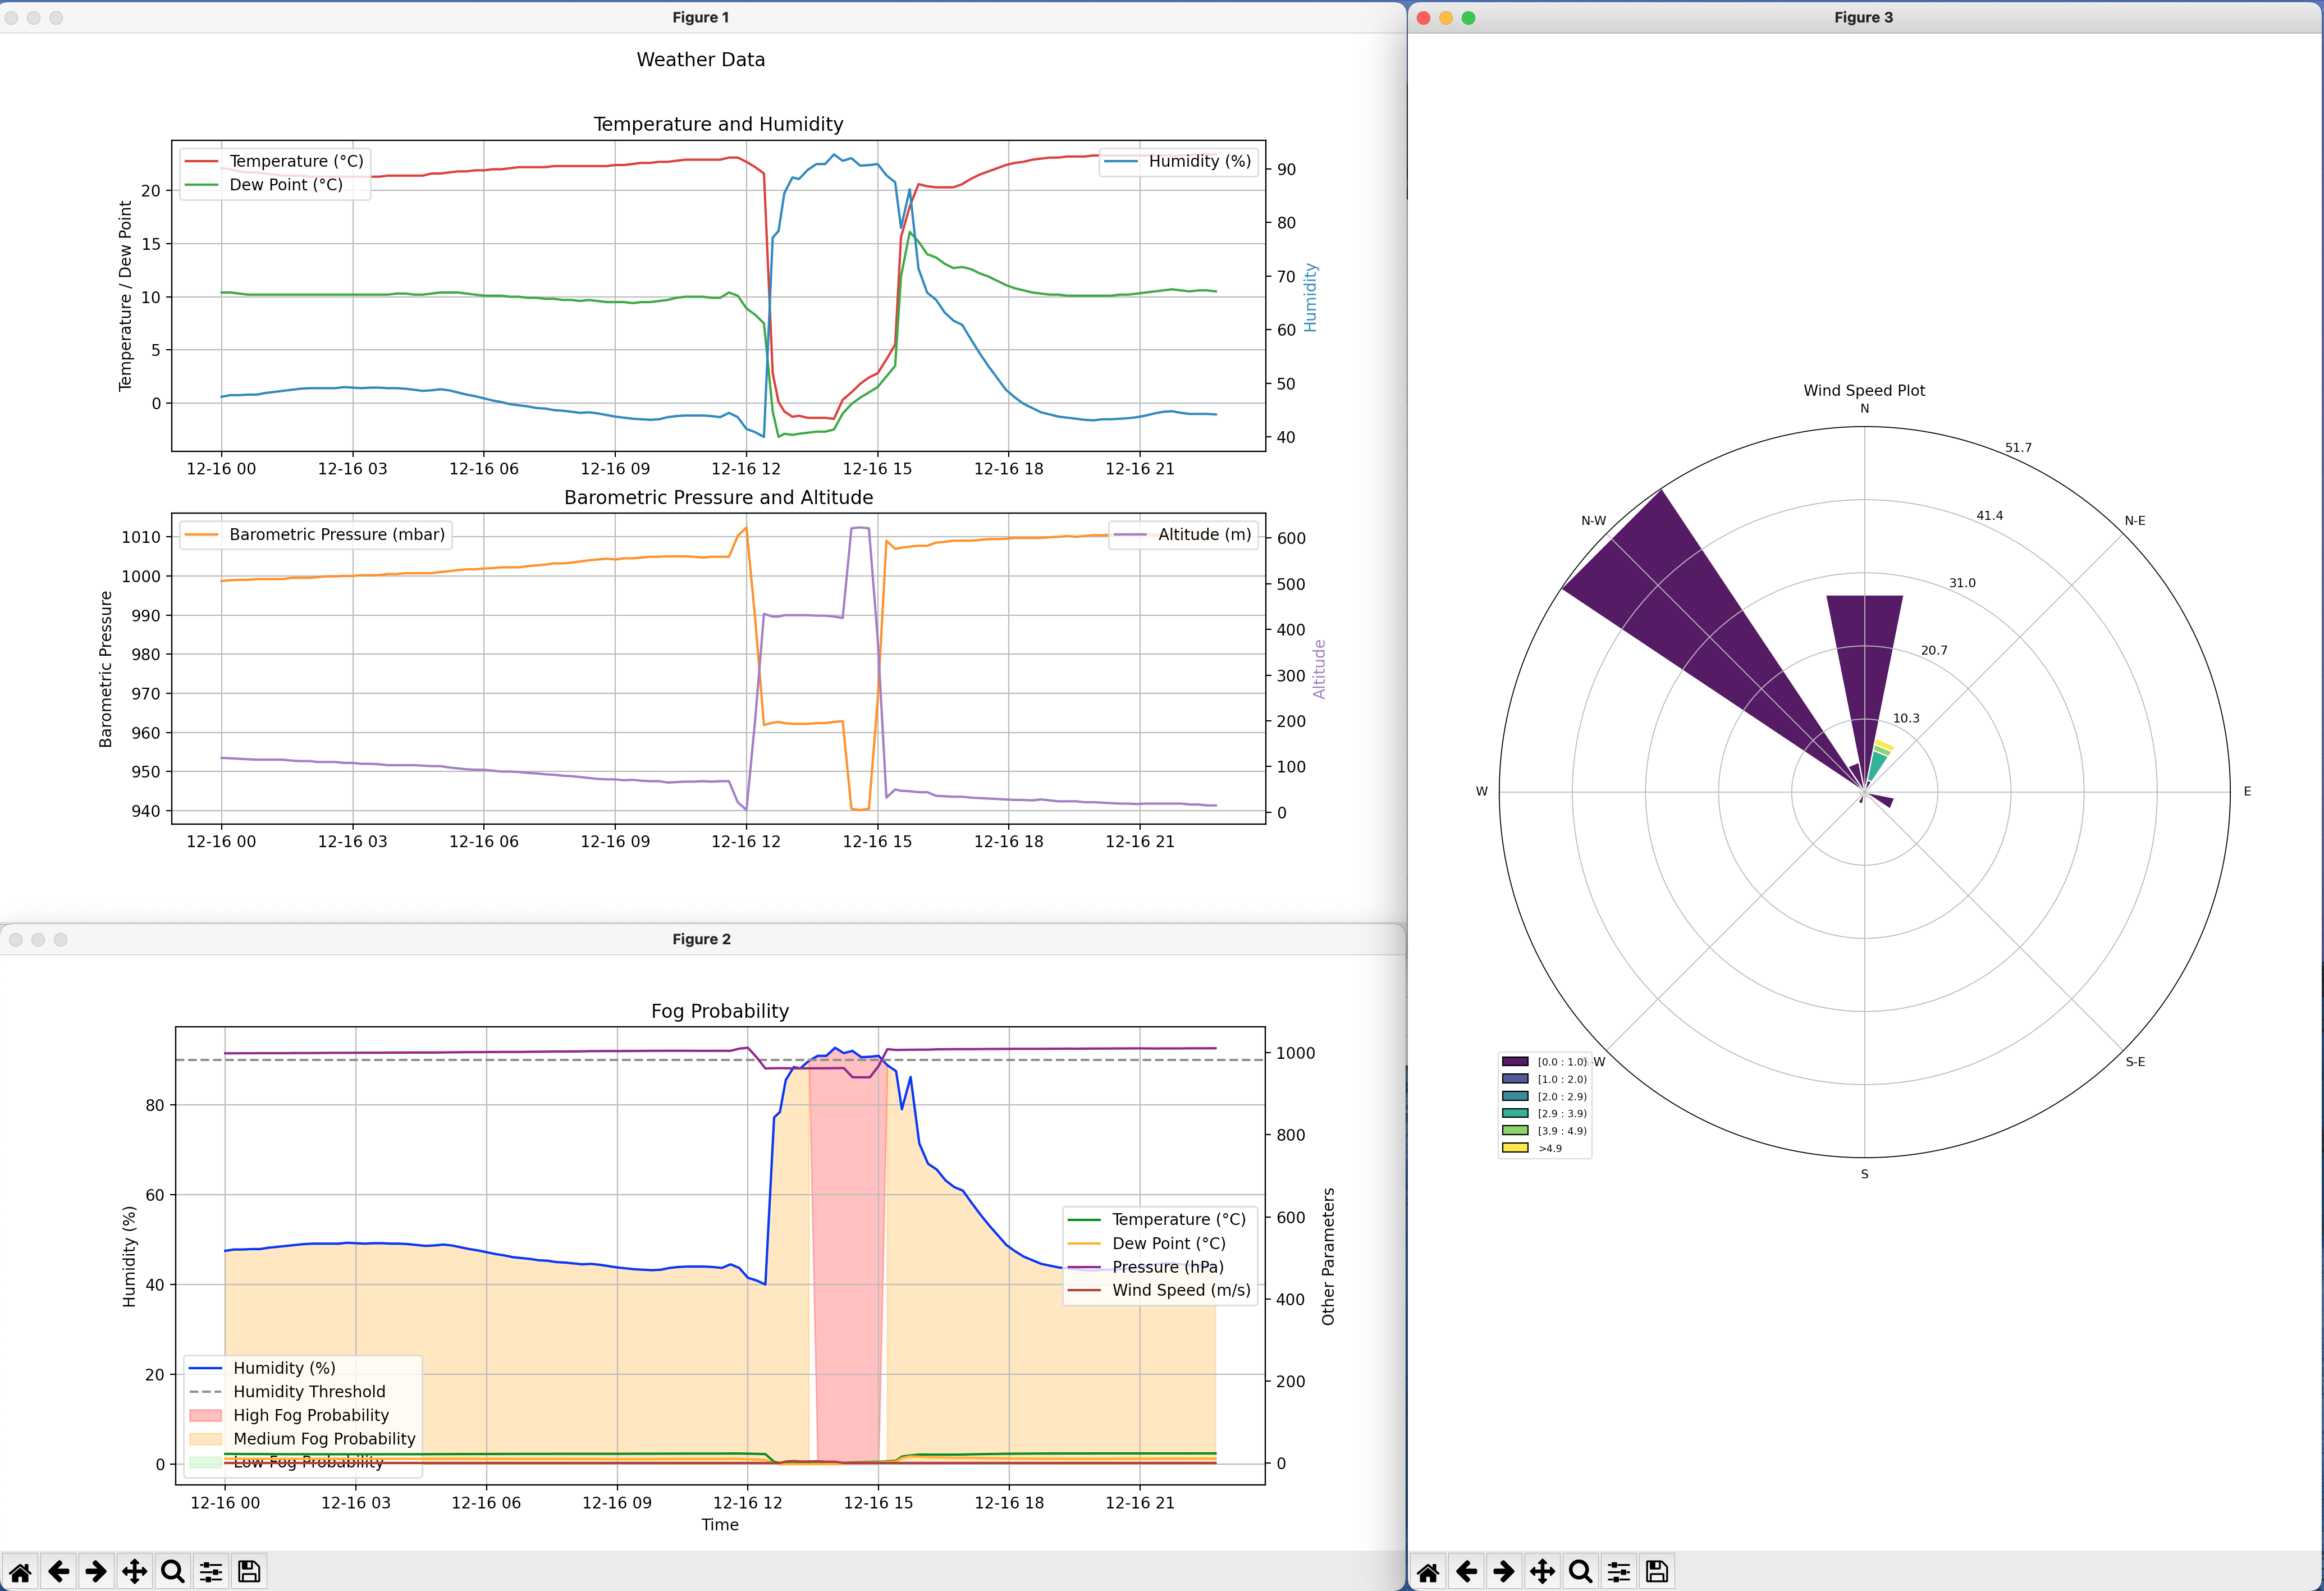 Figure 1
Weather Data
Temperature and Humidity
Temperature (°C)
Dew Point (°C)
Humidity (%)
Temperature / Dew Point
20
15
10
5
0
90
80
70
60
50
40
Humidity
12-16 00 12-16 03 12-16 06 12-16 09 12-16 12 12-16 15 12-16 18 12-16 21
Barometric Pressure and Altitude
Barometric Pressure (mbar)
Altitude (m)
Barometric Pressure
1010
1000
990
980
970
960
950
940
600
500
400
300
200
100
0
Altitude
12-16 00 12-16 03 12-16 06 12-16 09 12-16 12 12-16 15 12-16 18 12-16 21
Figure 2
Fog Probability
Humidity (%)
80
60
40
20
0
1000
800
600
400
200
0
Other Parameters
Temperature (°C)
Dew Point (°C)
Pressure (hPa)
Wind Speed (m/s)
Humidity (%)
Humidity Threshold
High Fog Probability
Medium Fog Probability
Low Fog Probability
12-16 00 12-16 03 12-16 06 12-16 09 12-16 12 12-16 15 12-16 18 12-16 21
Time
Figure 3
Wind Speed Plot
N
51.7
41.4
31.0
20.7
10.3
N-W
N-E
W
E
-W
S-E
S
[0.0 : 1.0)
[1.0 : 2.0)
[2.0 : 2.9)
[2.9 : 3.9)
[3.9 : 4.9)
>4.9